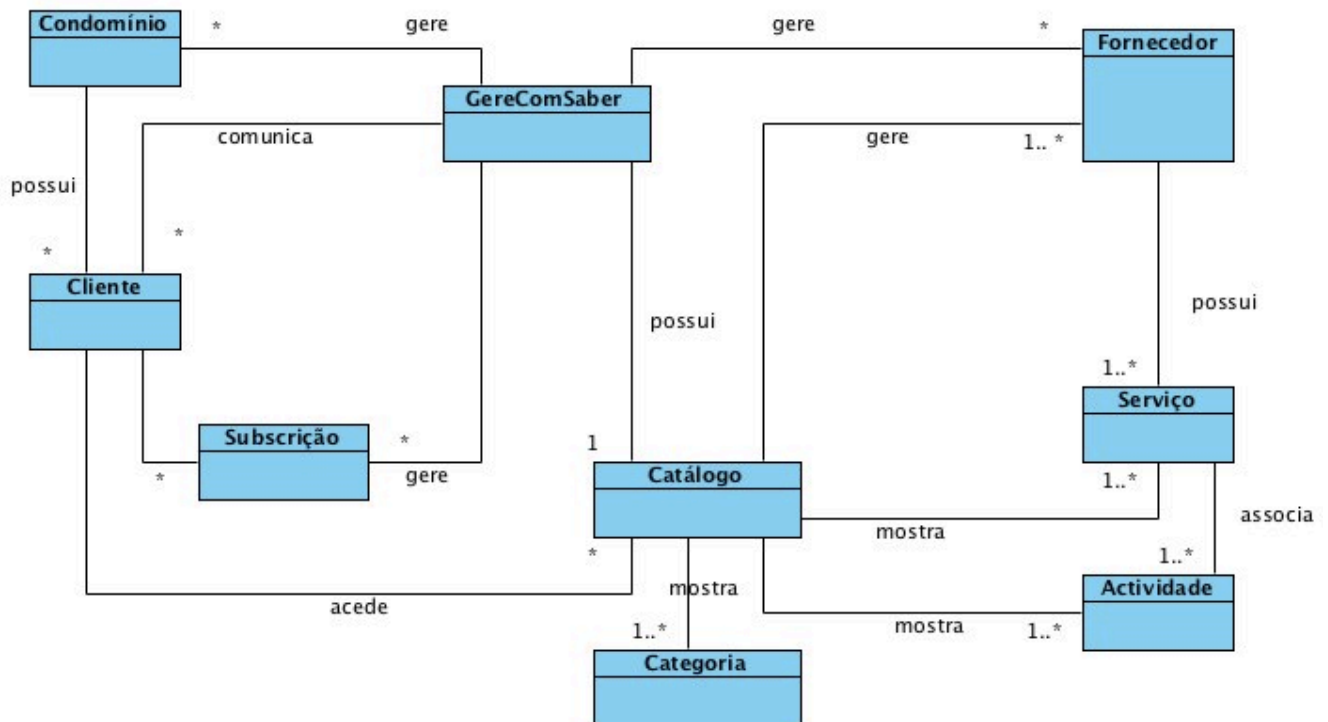 Condomínio
*
gere
gere
*
Fornecedor
GereComSaber
comunica
gere
1.. *
possui
*
*
Cliente
possui
possui
1..*
Serviço
Subscrição
*
*
gere
1
Catálogo
1..*
mostra
associa
*
mostra
1..*
Actividade
acede
mostra
1..*
1..*
Categoria